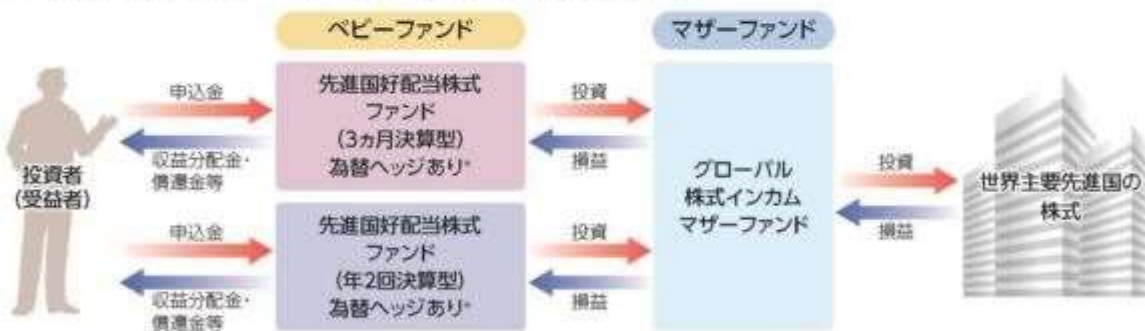 ベビーファンド
マザーファンド
投資者
(受益者)
申込金
収益分配金・
償還金等
先進国好配当株式
ファンド
(3ヵ月決算型)
為替ヘッジあり*
投資
損益
申込金
収益分配金・
償還金等
先進国好配当株式
ファンド
(年2回決算型)
為替ヘッジあり*
投資
損益
グローバル
株式インカム
マザーファンド
投資
損益
世界主要先進国の
株式